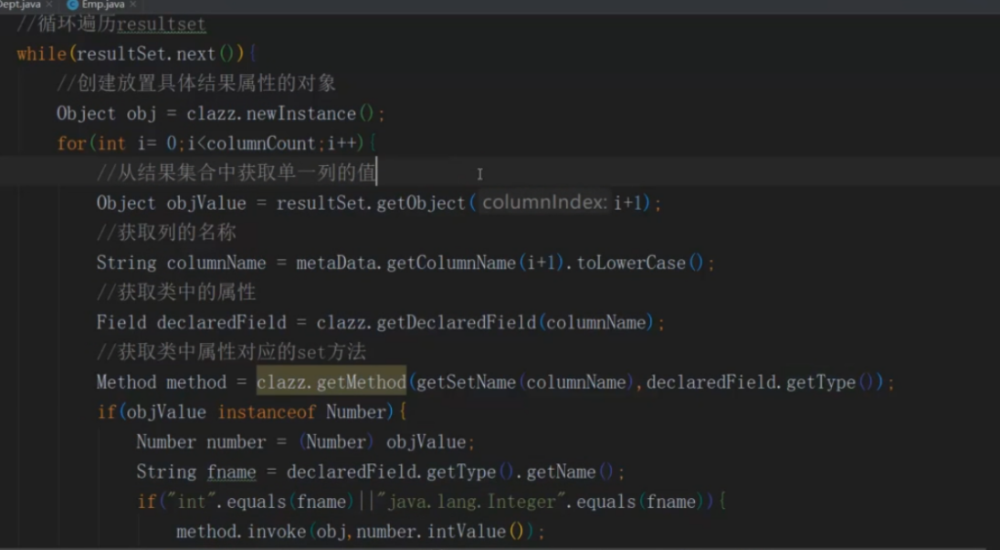 Dept.java × Emp.java ×
//循环遍历resultset
while(resultSet.next()){
//创建放置具体结果属性的对象
Object obj = clazz.newInstance();
for(int i= 0;i<columnCount;i++){
//从结果集合中获取单一列的值
Object objValue = resultSet.getObject( columnIndex: i+1);
//获取列的名称
String columnName = metaData.getColumnName(i+1).toLowerCase();
//获取类中的属性
Field declaredField = clazz.getDeclaredField(columnName);
//获取类中属性对应的set方法
Method method = clazz.getMethod(getSetName(columnName),declaredField.getType());
if(objValue instanceof Number){
Number number = (Number) objValue;
String fname = declaredField.getType().getName();
if("int".equals(fname)||"java.lang.Integer".equals(fname)){
method.invoke(obj,number.intValue());